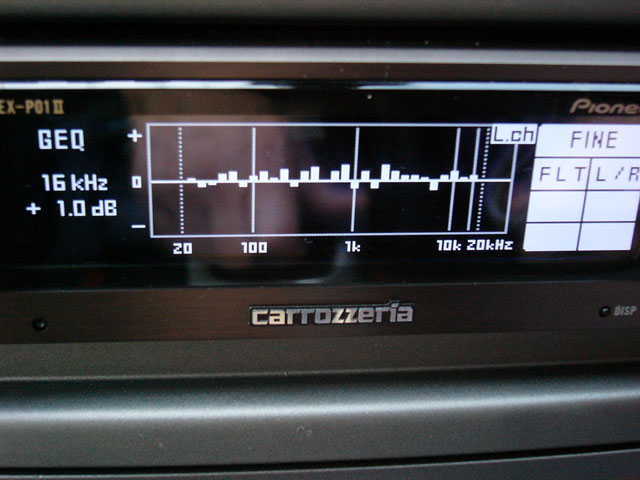 EX-P01II
Pioneer
GEQ
+
L.ch
FINE
16 kHz
0
FLT L/R
+ 1.0 dB
−
20 100 1k 10k 20kHz
carrozzeria
DISP